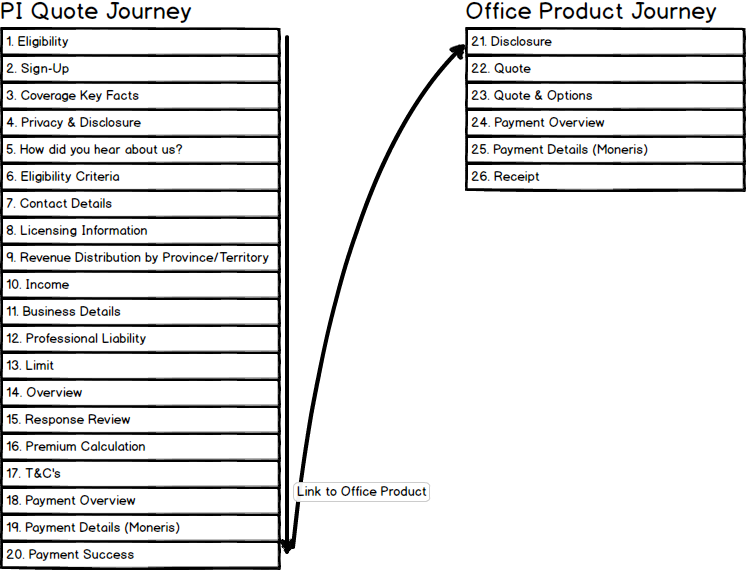 PI Quote Journey
1. Eligibility
2. Sign-Up
3. Coverage Key Facts
4. Privacy & Disclosure
5. How did you hear about us?
6. Eligibility Criteria
7. Contact Details
8. Licensing Information
9. Revenue Distribution by Province/Territory
10. Income
11. Business Details
12. Professional Liability
13. Limit
14. Overview
15. Response Review
16. Premium Calculation
17. T&C's
18. Payment Overview
19. Payment Details (Moneris)
20. Payment Success
Link to Office Product
Office Product Journey
21. Disclosure
22. Quote
23. Quote & Options
24. Payment Overview
25. Payment Details (Moneris)
26. Receipt